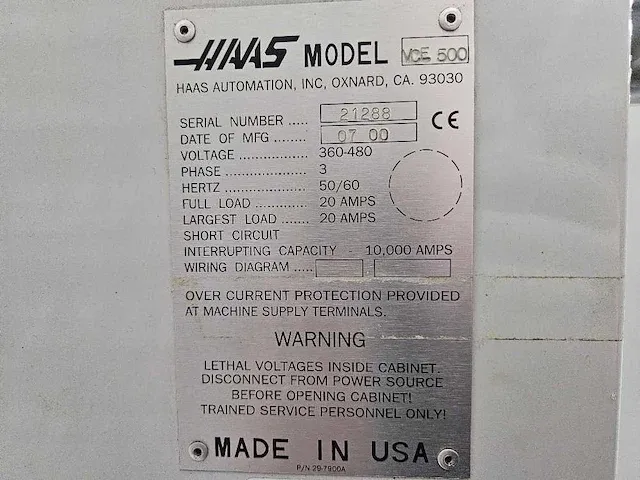 HAAS MODEL VCE 500
HAAS AUTOMATION, INC, OXNARD, CA. 93030
SERIAL NUMBER ..... 21288
DATE OF MFG ........ 07 00
CE
VOLTAGE ................ 360-480
PHASE .................... 3
HERTZ ................... 50/60
FULL LOAD ............. 20 AMPS
LARGEST LOAD ....... 20 AMPS
SHORT CIRCUIT
INTERRUPTING CAPACITY - 10,000 AMPS
WIRING DIAGRAM .....
OVER CURRENT PROTECTION PROVIDED
AT MACHINE SUPPLY TERMINALS.
WARNING
LETHAL VOLTAGES INSIDE CABINET.
DISCONNECT FROM POWER SOURCE
BEFORE OPENING CABINET!
TRAINED SERVICE PERSONNEL ONLY!
MADE IN USA
P/N 29-7900A